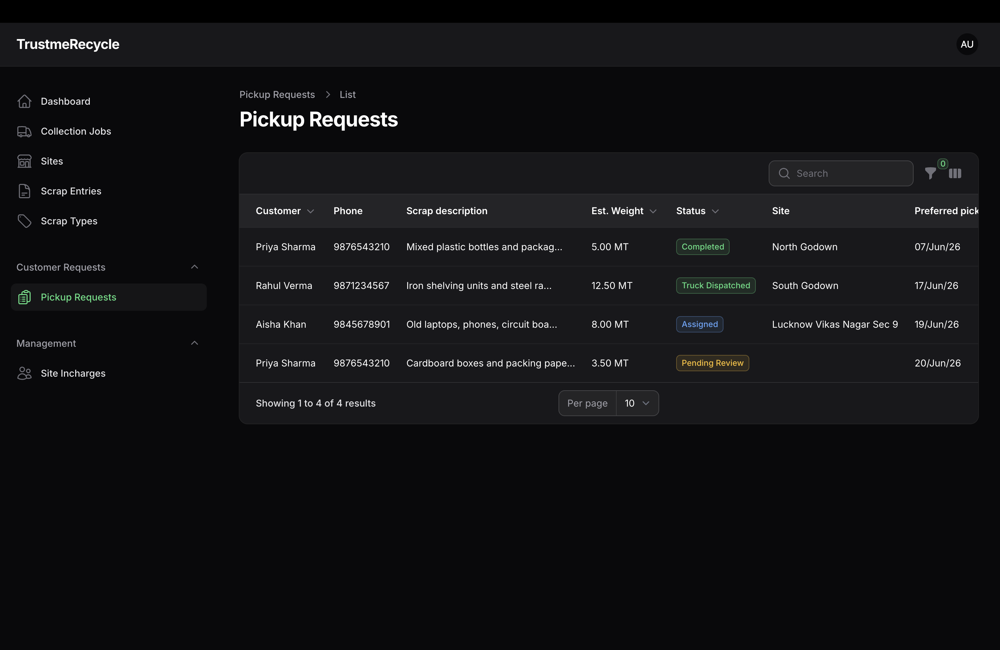 TrustmeRecycle
AU
Dashboard
Collection Jobs
Sites
Scrap Entries
Scrap Types
Customer Requests
Pickup Requests
Management
Site Incharges
Pickup Requests > List
Pickup Requests
Search
0
Customer Phone Scrap description Est. Weight Status Site Preferred pick
Priya Sharma 9876543210 Mixed plastic bottles and packag... 5.00 MT Completed North Godown 07/Jun/26
Rahul Verma 9871234567 Iron shelving units and steel ra... 12.50 MT Truck Dispatched South Godown 17/Jun/26
Aisha Khan 9845678901 Old laptops, phones, circuit boa... 8.00 MT Assigned Lucknow Vikas Nagar Sec 9 19/Jun/26
Priya Sharma 9876543210 Cardboard boxes and packing pape... 3.50 MT Pending Review 20/Jun/26
Showing 1 to 4 of 4 results Per page 10